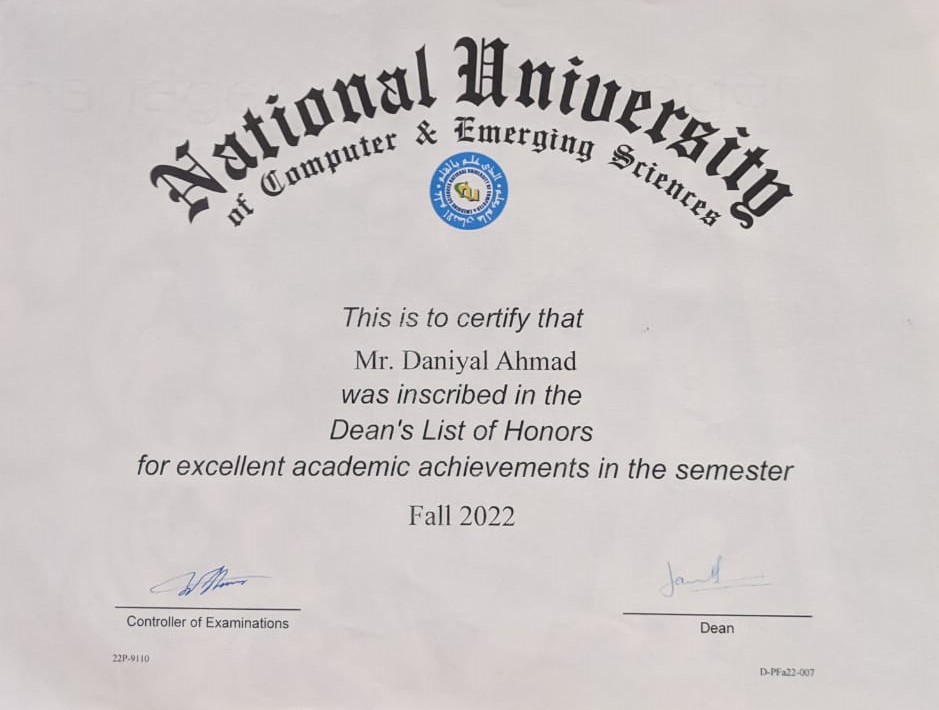 National University
of Computer & Emerging Sciences
This is to certify that
Mr. Daniyal Ahmad
was inscribed in the
Dean's List of Honors
for excellent academic achievements in the semester
Fall 2022
Controller of Examinations
Dean
22P-9110
D-PFa22-007